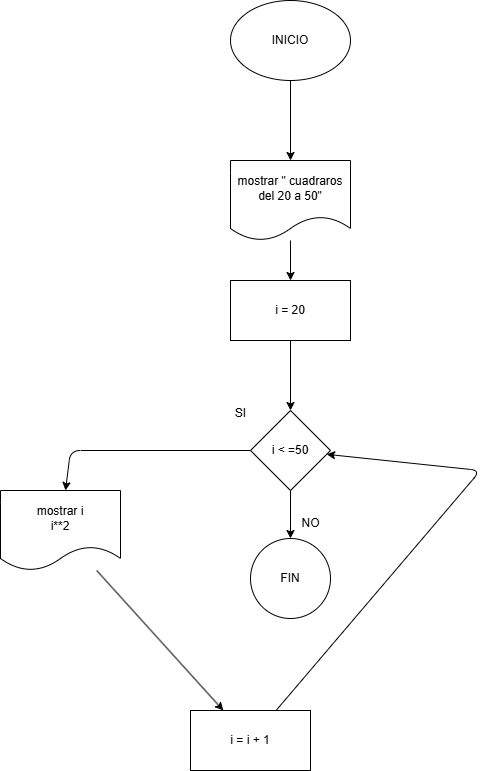 INICIO
mostrar " cuadraros
del 20 a 50"
i = 20
SI
i < =50
mostrar i
i**2
NO
FIN
i = i + 1